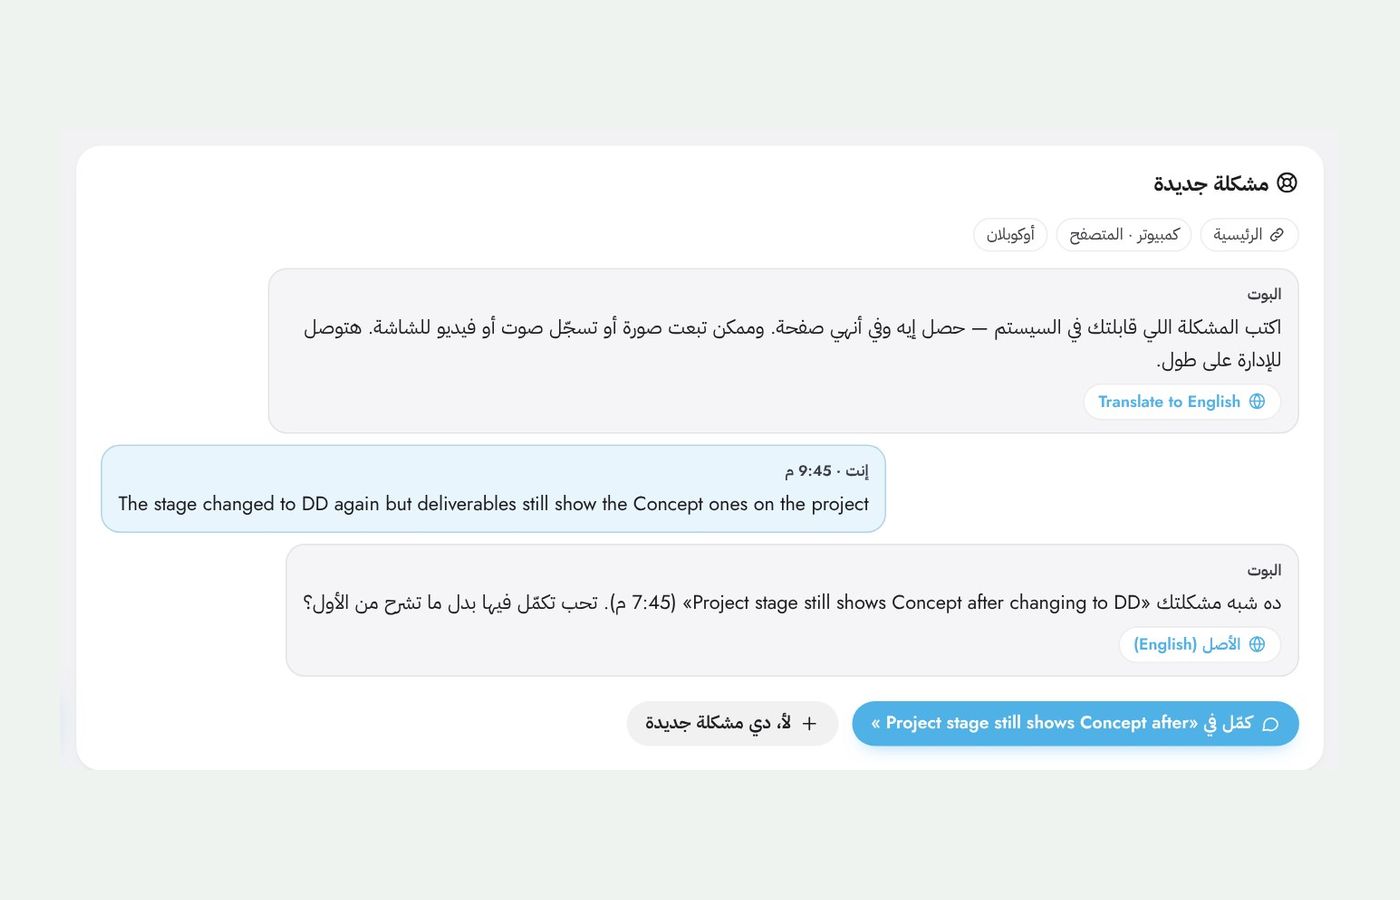 مشكلة جديدة
الرئيسية
كمبيوتر · المتصفح
أوكوبلان
البوت
اكتب المشكلة اللي قابلتك في السيستم — حصل إيه وفي أنهي صفحة. وممكن تبعت صورة أو تسجّل صوت أو فيديو للشاشة. هتوصل
للإدارة على طول.
Translate to English
إنت · 9:45 م
The stage changed to DD again but deliverables still show the Concept ones on the project
البوت
ده شبه مشكلتك «Project stage still shows Concept after changing to DD» (7:45 م). تحب تكمّل فيها بدل ما تشرح من الأول؟
الأصل (English)
كمّل في «Project stage still shows Concept after »
لأ، دي مشكلة جديدة